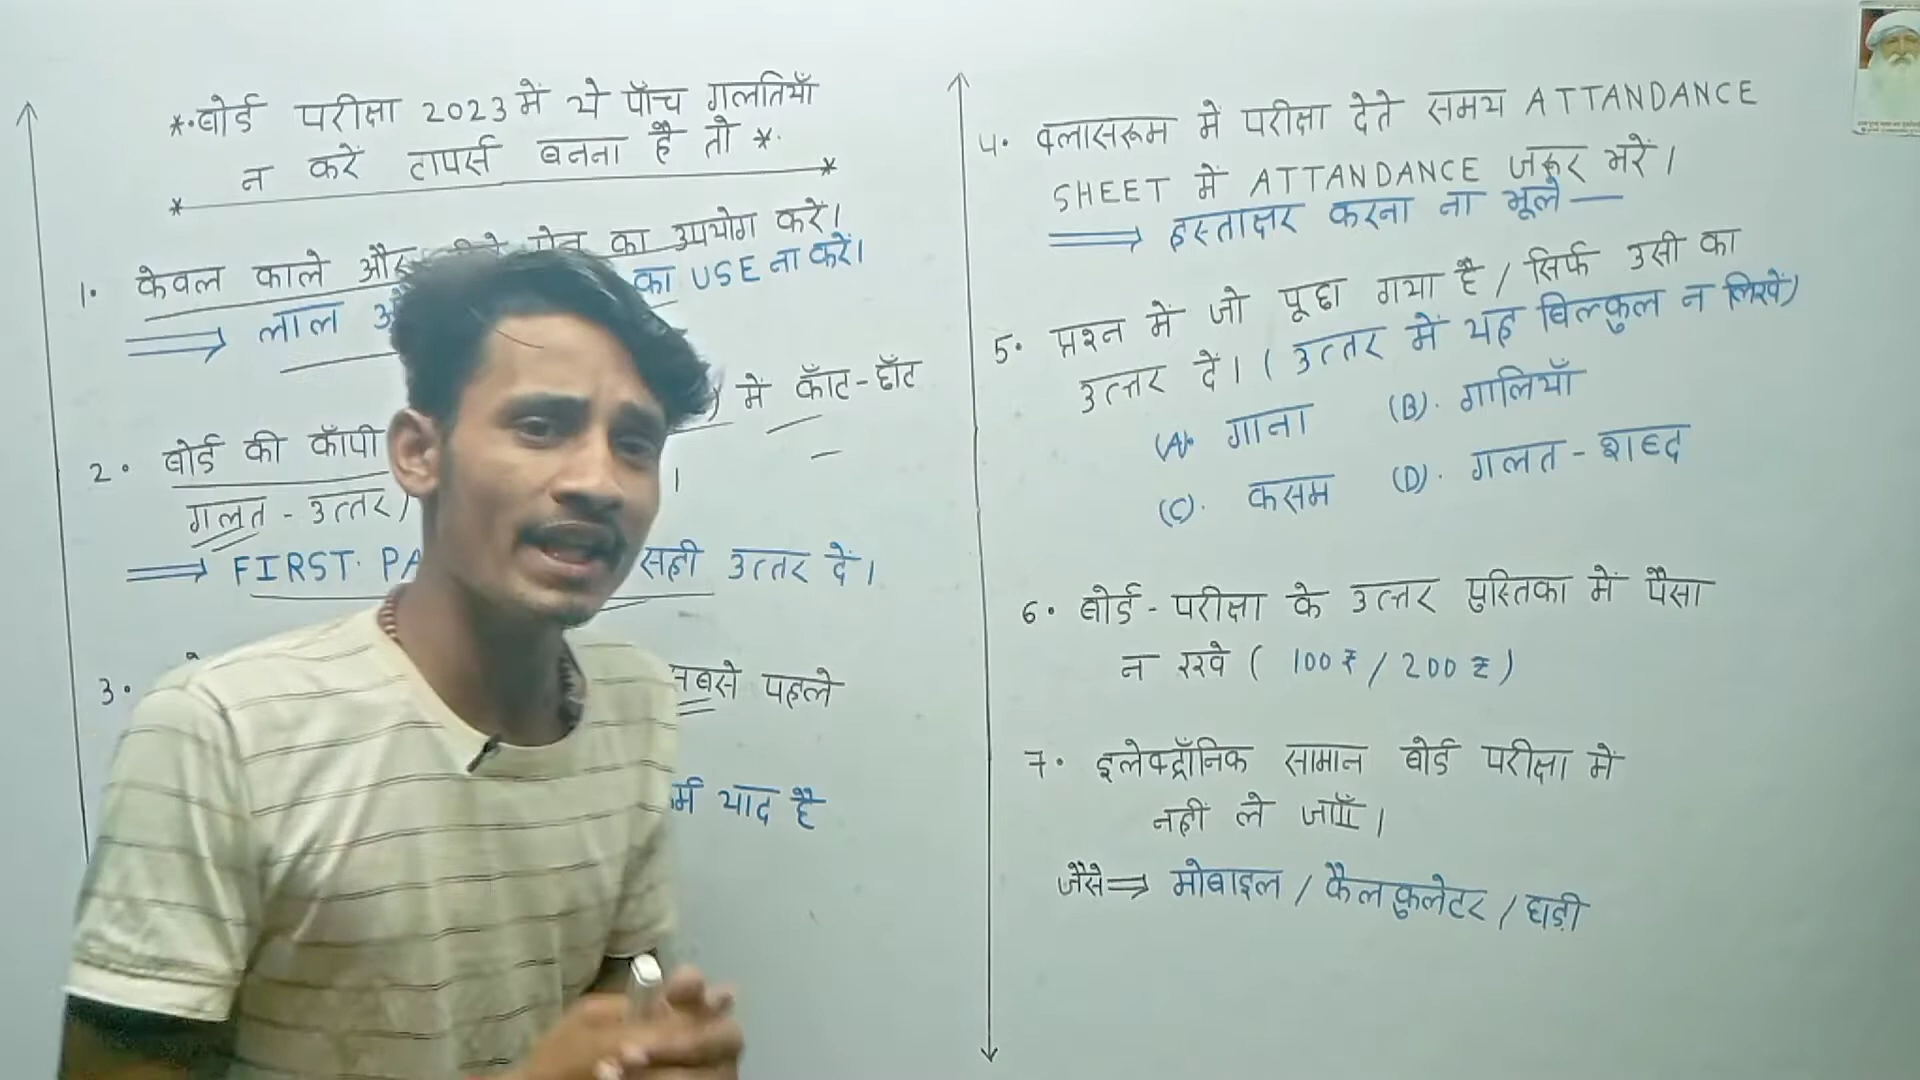 *. बोर्ड परीक्षा 2023 में ये पाँच गलतियाँ
न करें टापर्स बनना है तो *.
1. केवल काले और पेन का उपयोग करें।
⟹ लाल का USE ना करें।
2. बोर्ड की कॉपी में काँट-छाँट
गलत - उत्तर)
⟹ FIRST. सही उत्तर दें।
3. सबसे पहले
याद है
4. क्लासरूम में परीक्षा देते समय ATTANDANCE
SHEET में ATTANDANCE जरूर भरें।
⟹ हस्ताक्षर करना ना भूले —
5. प्रश्न में जो पूछा गया है / सिर्फ उसी का
उत्तर दें। ( उत्तर में यह बिल्कुल न लिखें)
(A). गाना (B). गालियाँ
(C). कसम (D). गलत - शब्द
6. बोर्ड - परीक्षा के उत्तर पुस्तिका में पैसा
न रखे ( 100 ₹ / 200 ₹ )
7. इलेक्ट्रॉनिक सामान बोर्ड परीक्षा में
नहीं ले जाएँ।
जैसे ⟹ मोबाइल / कैलकुलेटर / घड़ी